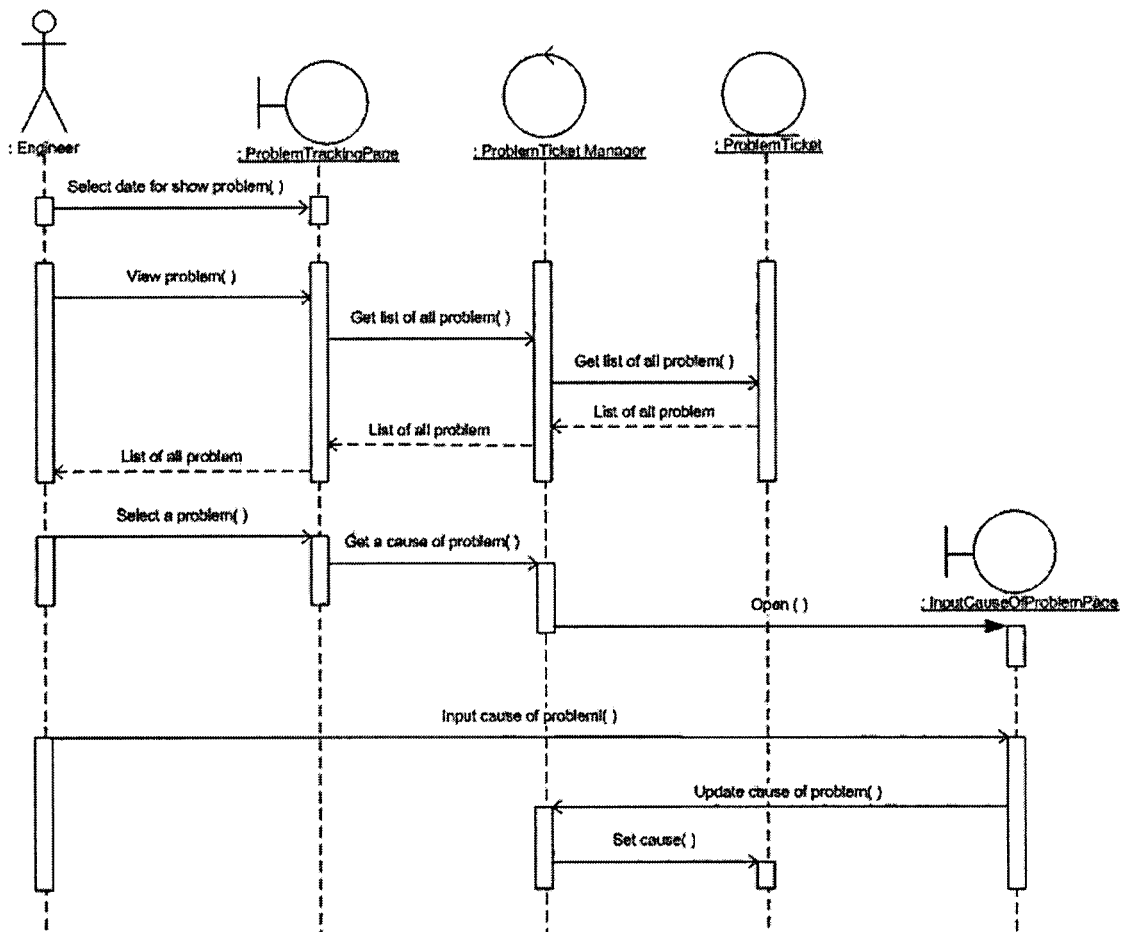 : Engineer
: ProblemTrackingPage
: ProblemTicket Manager
: ProblemTicket
Select date for show problem( )
View problem( )
Get list of all problem( )
Get list of all problem( )
List of all problem
List of all problem
List of all problem
Select a problem( )
Get a cause of problem( )
Open ( )
: InputCauseOfProblemPage
Input cause of probleml( )
Update cause of problem( )
Set cause( )